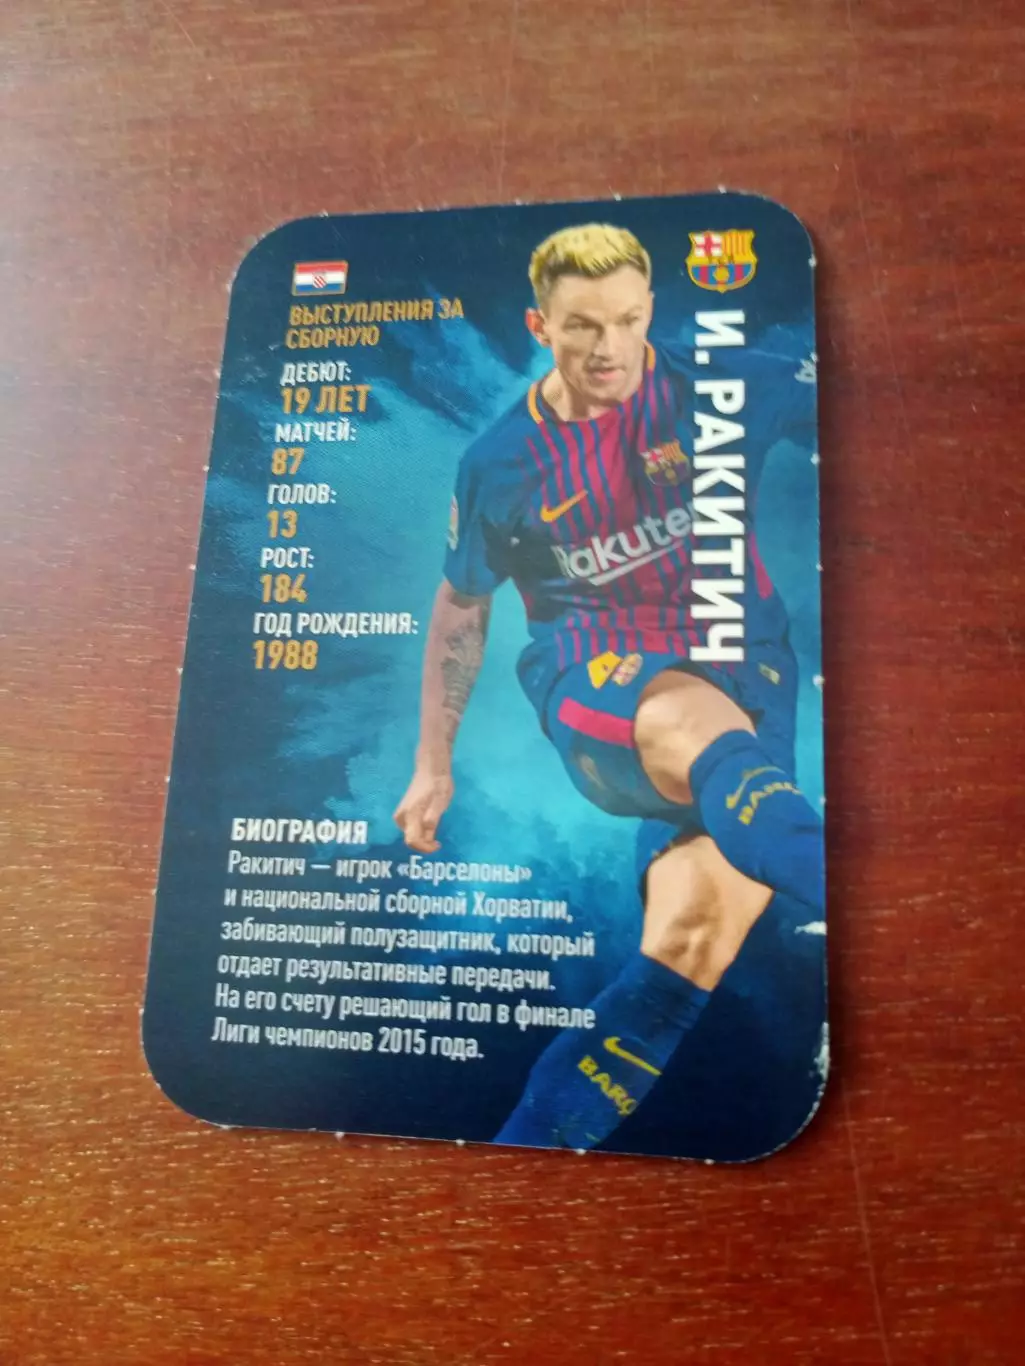 ВЫСТУПЛЕНИЯ ЗА
СБОРНУЮ
ДЕБЮТ:
19 ЛЕТ
МАТЧЕЙ:
87
ГОЛОВ:
13
РОСТ:
184
ГОД РОЖДЕНИЯ:
1988
И. РАКИТИЧ
Rakuten
BARÇ
БИОГРАФИЯ
Ракитич — игрок «Барселоны»
и национальной сборной Хорватии,
забивающий полузащитник, который
отдает результативные передачи.
На его счету решающий гол в финале
Лиги чемпионов 2015 года.